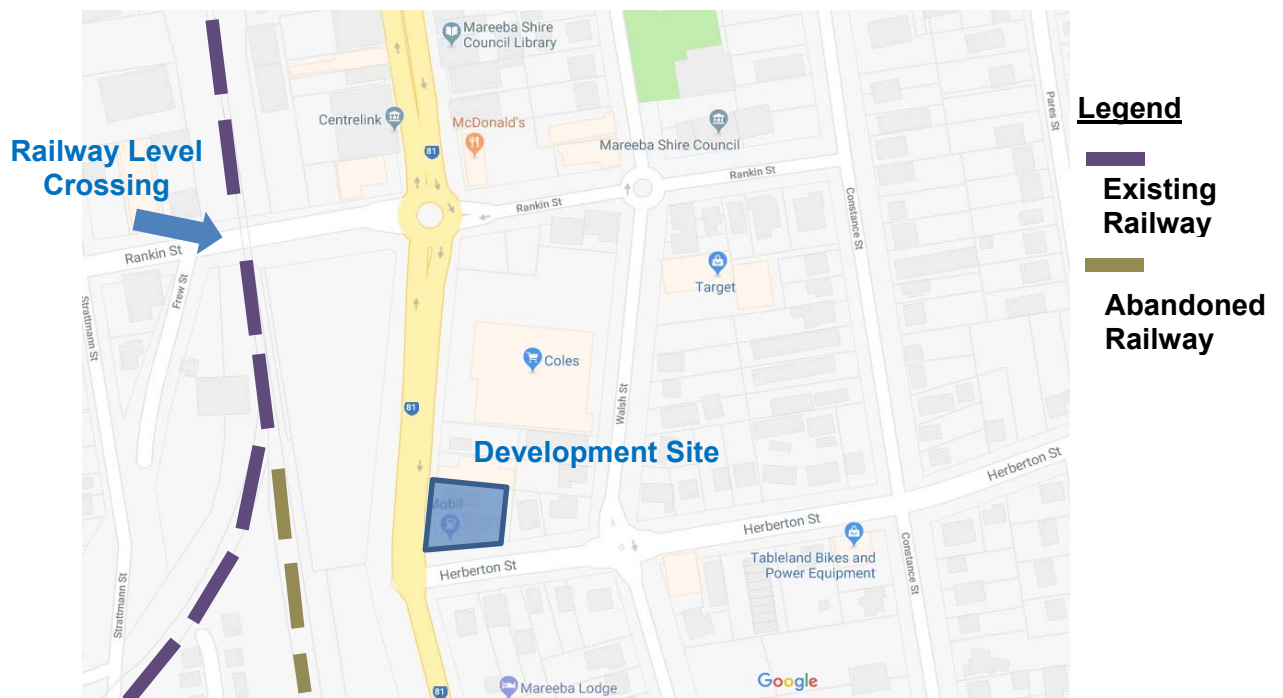 Mareeba Shire
Council Library
Centrelink
McDonald's
81
Mareeba Shire Council
Pares St
Legend
Railway Level
Crossing
Existing
Railway
Rankin St
Rankin St
Rankin St
Constance St
Frew St
Target
Strattmann St
Abandoned
Railway
Coles
Walsh St
81
Development Site
Mobil
Herberton St
Herberton St
Herberton St
Tableland Bikes and
Power Equipment
Constance St
Strattmann St
Google
Mareeba Lodge
81